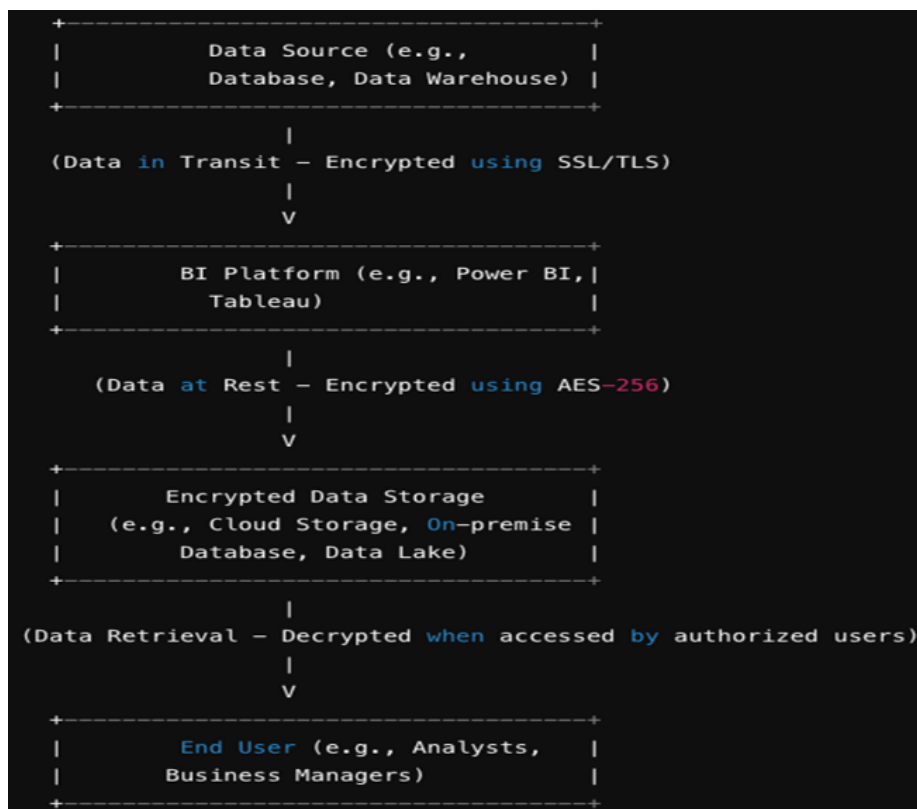 Data Source (e.g.,
Database, Data Warehouse)
(Data in Transit – Encrypted using SSL/TLS)
V
BI Platform (e.g., Power BI,
Tableau)
(Data at Rest – Encrypted using AES-256)
V
Encrypted Data Storage
(e.g., Cloud Storage, On-premise
Database, Data Lake)
(Data Retrieval – Decrypted when accessed by authorized users)
V
End User (e.g., Analysts,
Business Managers)